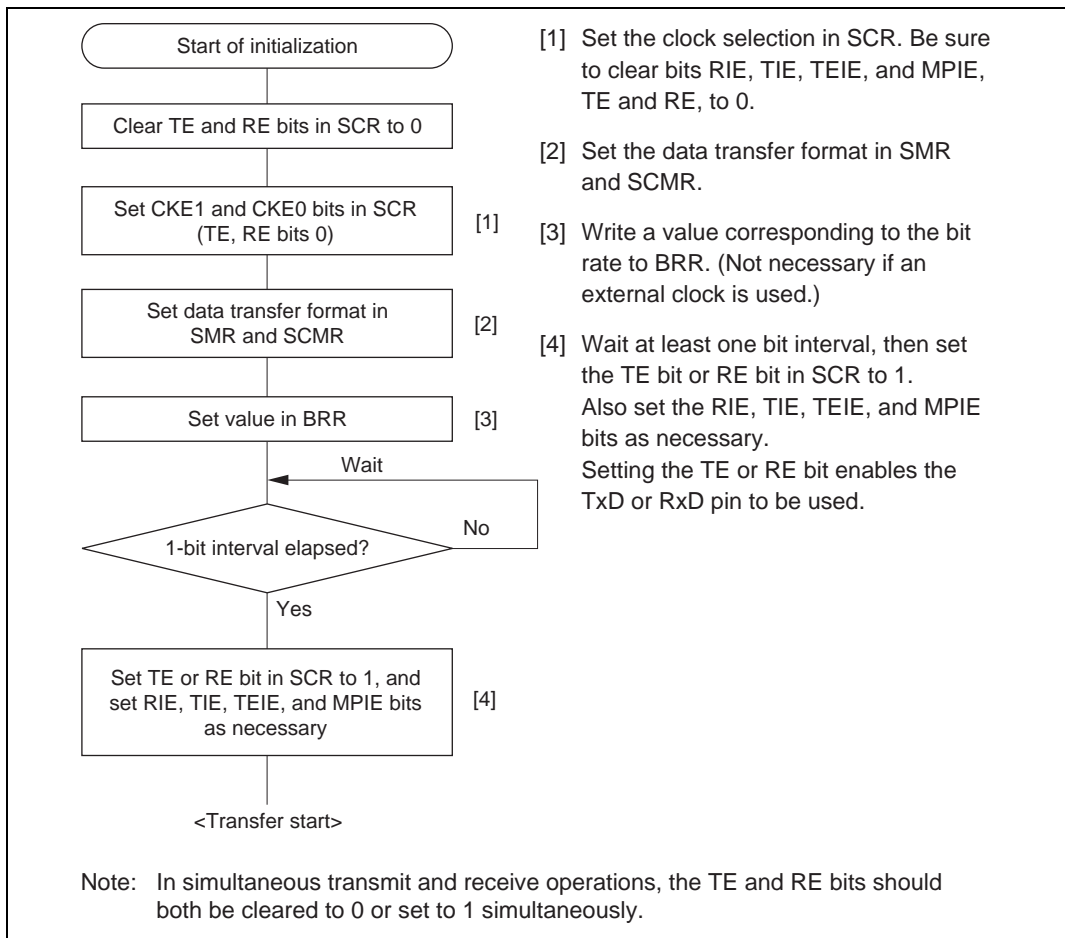 Start of initialization
Clear TE and RE bits in SCR to 0
Set CKE1 and CKE0 bits in SCR
(TE, RE bits 0)
[1]
Set data transfer format in
SMR and SCMR
[2]
Set value in BRR
[3]
Wait
1-bit interval elapsed?
No
Yes
Set TE or RE bit in SCR to 1, and
set RIE, TIE, TEIE, and MPIE bits
as necessary
[4]
<Transfer start>
[1] Set the clock selection in SCR. Be sure
to clear bits RIE, TIE, TEIE, and MPIE,
TE and RE, to 0.
[2] Set the data transfer format in SMR
and SCMR.
[3] Write a value corresponding to the bit
rate to BRR. (Not necessary if an
external clock is used.)
[4] Wait at least one bit interval, then set
the TE bit or RE bit in SCR to 1.
Also set the RIE, TIE, TEIE, and MPIE
bits as necessary.
Setting the TE or RE bit enables the
TxD or RxD pin to be used.
Note: In simultaneous transmit and receive operations, the TE and RE bits should
both be cleared to 0 or set to 1 simultaneously.